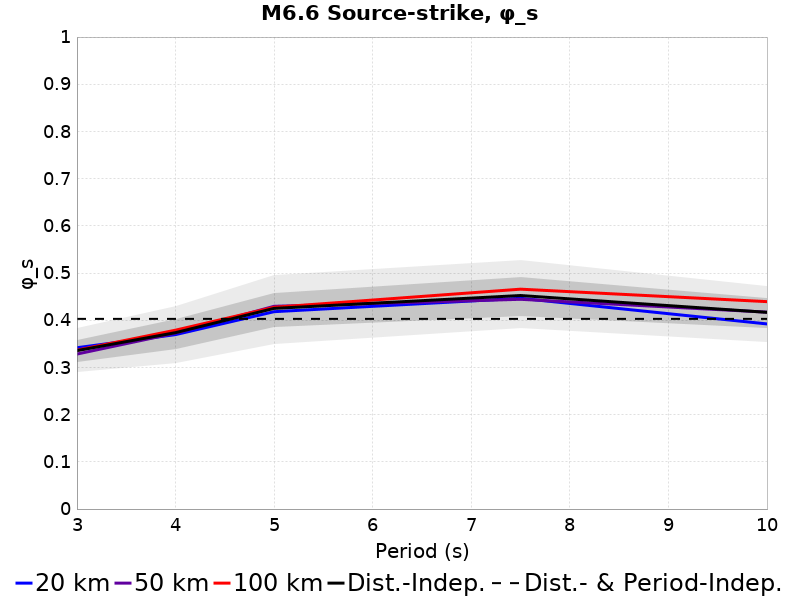 M6.6 Source-strike, φ_s
1
0.9
0.8
0.7
0.6
0.5
0.4
0.3
0.2
0.1
0
φ_s
3 4 5 6 7 8 9 10
Period (s)
20 km 50 km 100 km Dist.-Indep. Dist.- & Period-Indep.